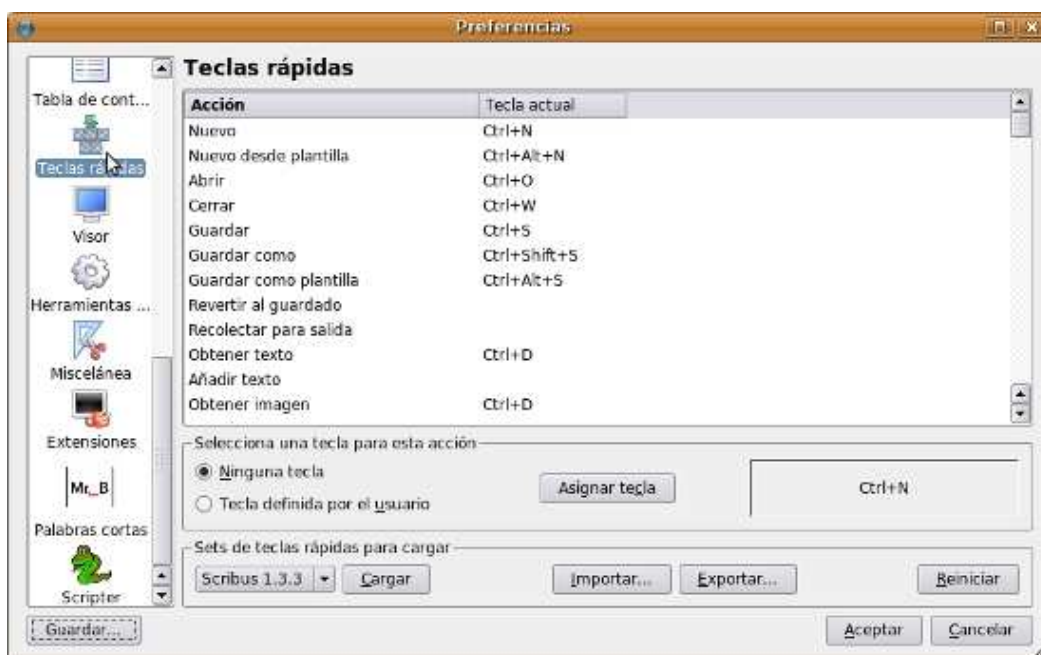 Preferencias
Tabla de cont...
Teclas rápidas
Visor
Herramientas ...
Miscelánea
Extensiones
Mr._B
Palabras cortas
Scripter
Guardar...
Teclas rápidas
Acción Tecla actual
Nuevo Ctrl+N
Nuevo desde plantilla Ctrl+Alt+N
Abrir Ctrl+O
Cerrar Ctrl+W
Guardar Ctrl+S
Guardar como Ctrl+Shift+S
Guardar como plantilla Ctrl+Alt+S
Revertir al guardado
Recolectar para salida
Obtener texto Ctrl+D
Añadir texto
Obtener imagen Ctrl+D
Selecciona una tecla para esta acción
Ninguna tecla
Tecla definida por el usuario
Asignar tecla
Ctrl+N
Sets de teclas rápidas para cargar
Scribus 1.3.3 Cargar Importar... Exportar... Reiniciar
Aceptar Cancelar